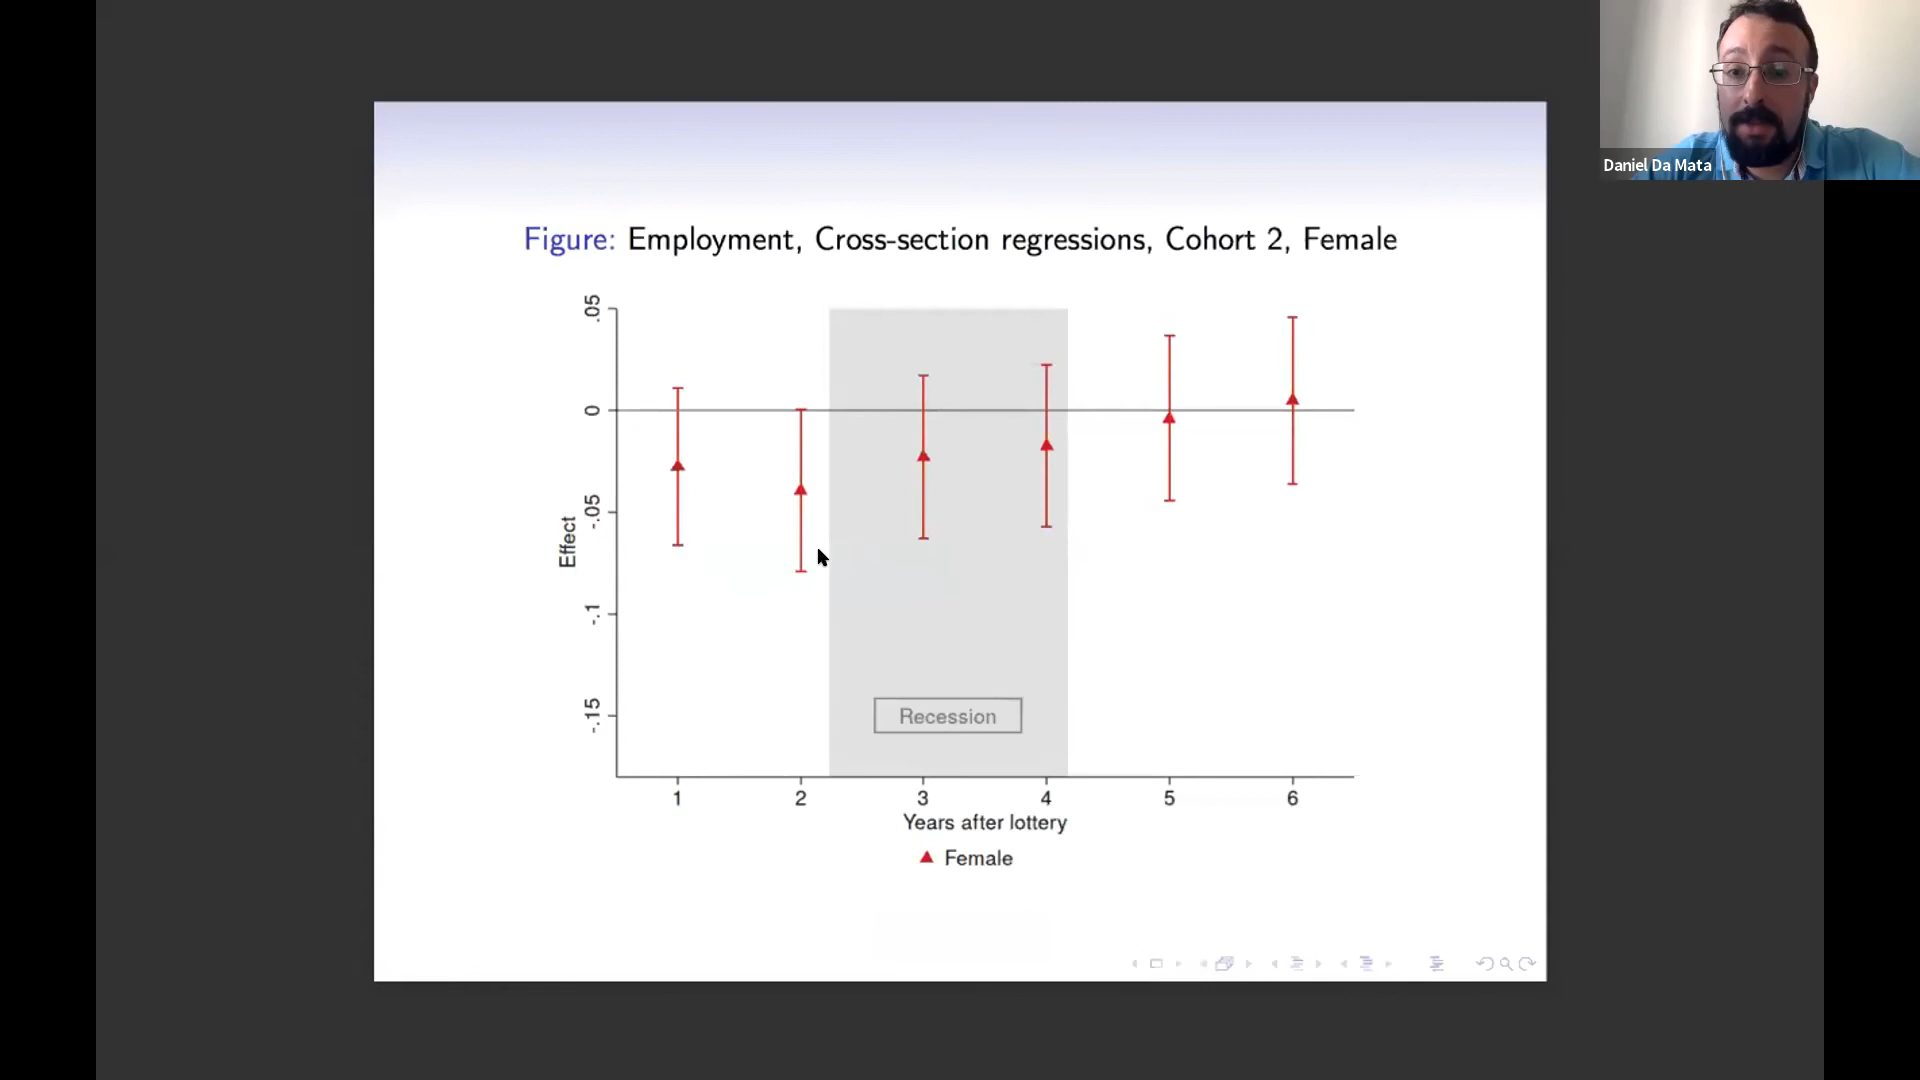 Daniel Da Mata
Figure: Employment, Cross-section regressions, Cohort 2, Female
.05
0
-.05
-.1
-.15
Effect
Recession
1 2 3 4 5 6
Years after lottery
Female